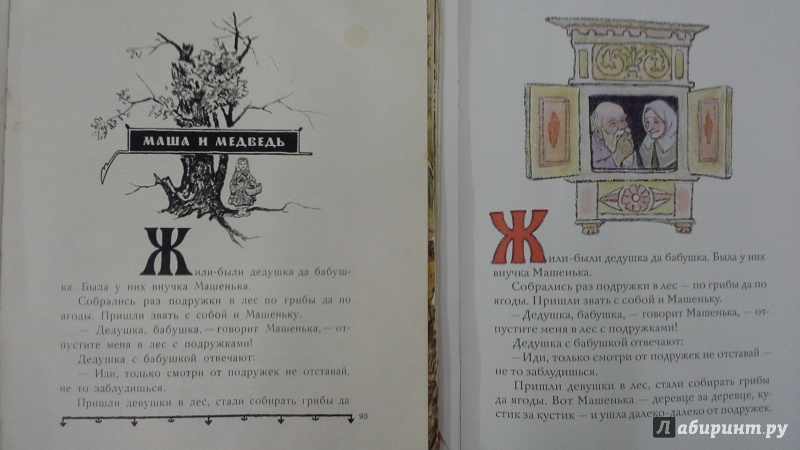 МАША И МЕДВЕДЬ
Жили-были дедушка да бабуш-
ка. Была у них внучка Машенька.
Собрались раз подружки в лес по грибы да по
ягоды. Пришли звать с собой и Машеньку.
— Дедушка, бабушка, — говорит Машенька, — от-
пустите меня в лес с подружками!
Дедушка с бабушкой отвечают:
— Иди, только смотри от подружек не отставай,
не то заблудишься.
Пришли девушки в лес, стали собирать грибы да
93
Жили-были дедушка да бабушка. Была у них
внучка Машенька.
Собрались раз подружки в лес — по грибы да по
ягоды. Пришли звать с собой и Машеньку.
— Дедушка, бабушка, — говорит Машенька, — от-
пустите меня в лес с подружками!
Дедушка с бабушкой отвечают:
— Иди, только смотри от подружек не отставай —
не то заблудишься.
Пришли девушки в лес, стали собирать грибы
да ягоды. Вот Машенька — деревце за деревце, ку-
стик за кустик — и ушла далеко-далеко от подружек.
Лабиринт.ру